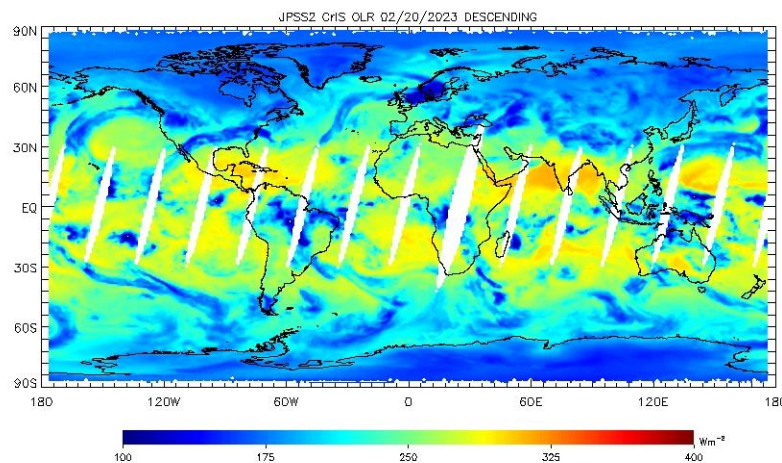 JPSS2 CrIS OLR 02/20/2023 DESCENDING
90N
60N
30N
EQ
30S
60S
90S
180 120W 60W 0 60E 120E 180
100 175 250 325 400 Wm⁻²